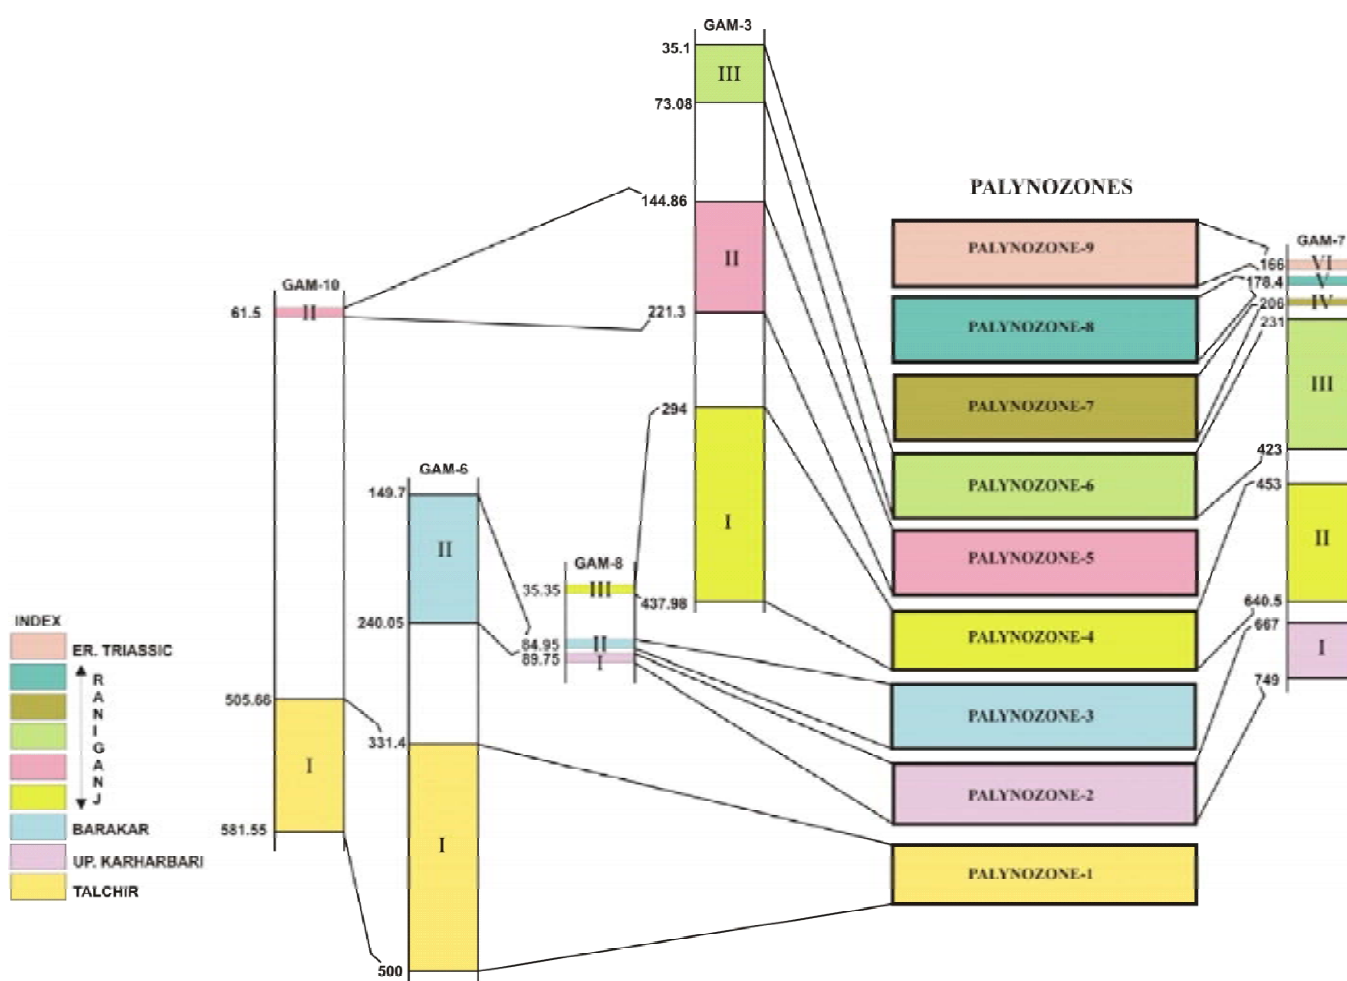 GAM-3
35.1
III
73.08
144.86
II
221.3
294
I
437.98
PALYNOZONES
PALYNOZONE-9
PALYNOZONE-8
PALYNOZONE-7
PALYNOZONE-6
PALYNOZONE-5
PALYNOZONE-4
PALYNOZONE-3
PALYNOZONE-2
PALYNOZONE-1
GAM-7
166
VI
178.4
V
206
IV
231
III
423
453
II
640.5
667
I
749
GAM-10
61.5
II
505.66
I
581.55
GAM-6
149.7
II
240.05
331.4
I
500
GAM-8
35.35
III
84.95
II
89.75
I
INDEX
ER. TRIASSIC
RANIGANJ
BARAKAR
UP. KARHARBARI
TALCHIR